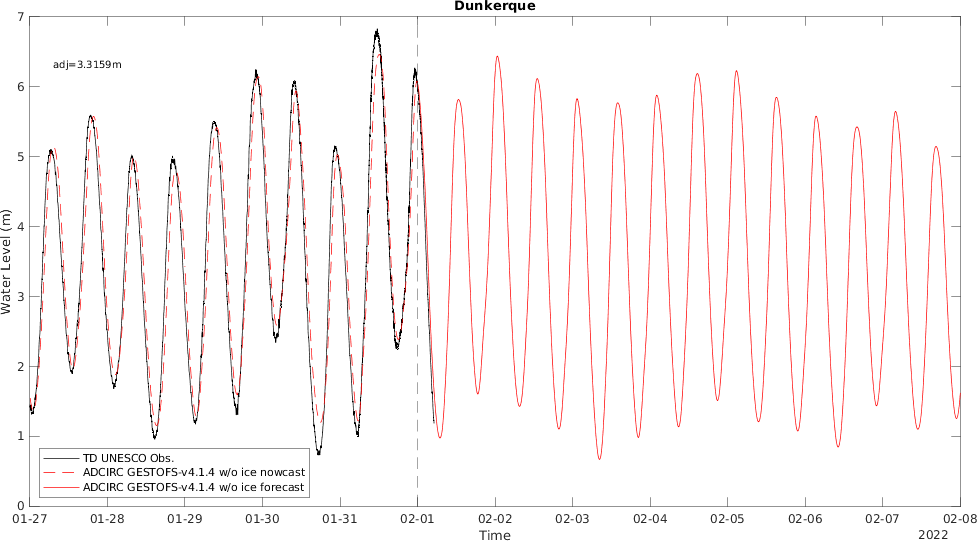 Dunkerque
7
6
5
4
3
2
1
0
Water Level (m)
adj=3.3159m
TD UNESCO Obs.
ADCIRC GESTOFS-v4.1.4 w/o ice nowcast
ADCIRC GESTOFS-v4.1.4 w/o ice forecast
01-27 01-28 01-29 01-30 01-31 02-01 02-02 02-03 02-04 02-05 02-06 02-07 02-08
Time
2022